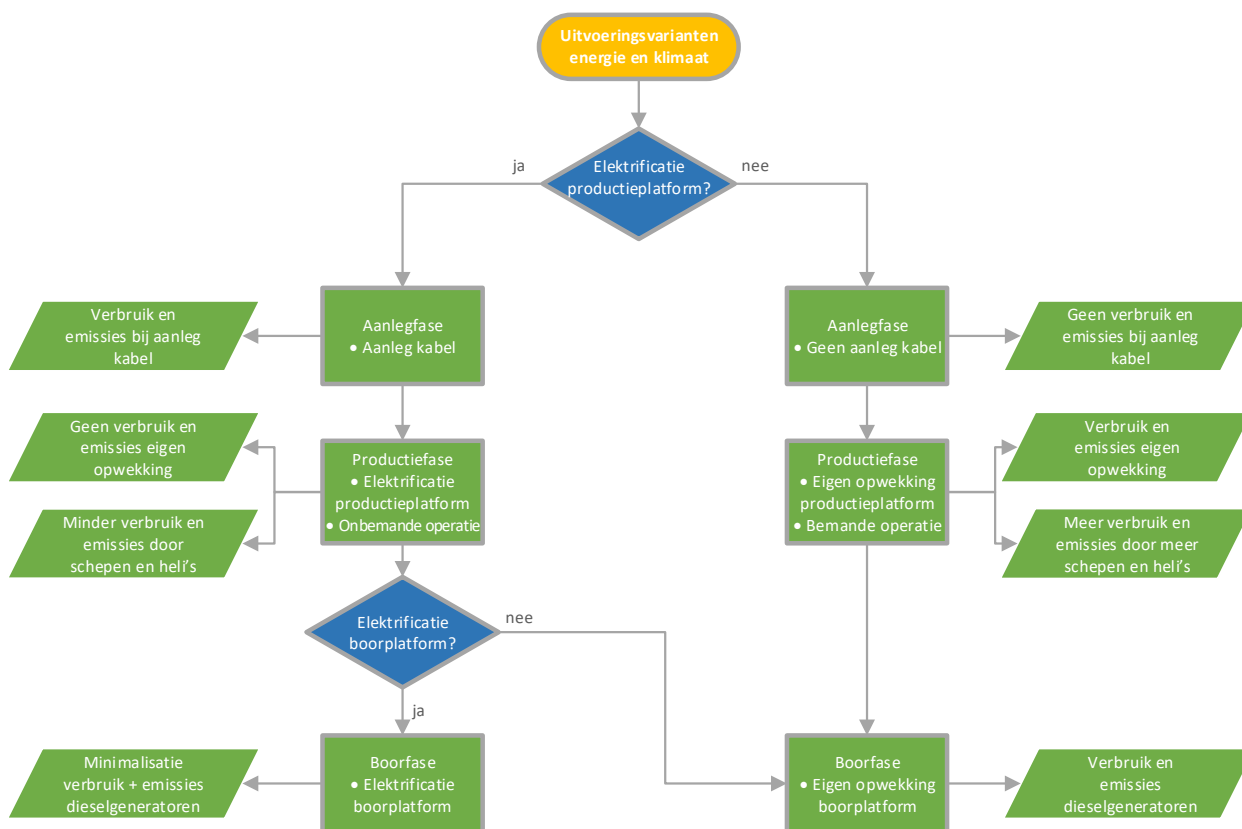 Uitvoeringsvarianten
energie en klimaat
ja
Elektrificatie
productieplatform?
nee
Verbruik en
emissies bij aanleg
kabel
Aanlegfase
• Aanleg kabel
Aanlegfase
• Geen aanleg kabel
Geen verbruik en
emissies bij aanleg
kabel
Geen verbruik en
emissies eigen
opwekking
Minder verbruik en
emissies door
schepen en heli's
Productiefase
• Elektrificatie
productieplatform
• Onbemande operatie
Productiefase
• Eigen opwekking
productieplatform
• Bemande operatie
Verbruik en
emissies eigen
opwekking
Meer verbruik en
emissies door meer
schepen en heli's
Elektrificatie
boorplatform?
nee
ja
Minimalisatie
verbruik + emissies
dieselgeneratoren
Boorfase
• Elektrificatie
boorplatform
Boorfase
• Eigen opwekking
boorplatform
Verbruik en
emissies
dieselgeneratoren